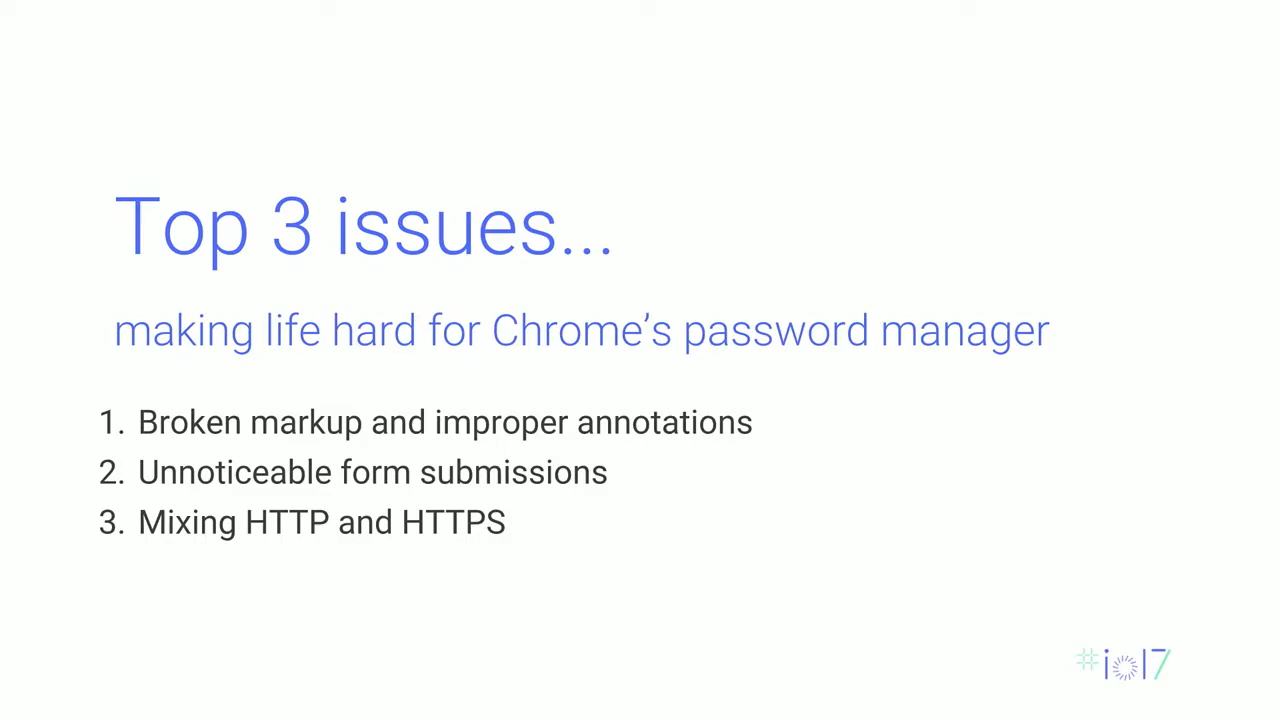 Top 3 issues...
making life hard for Chrome’s password manager
1. Broken markup and improper annotations
2. Unnoticeable form submissions
3. Mixing HTTP and HTTPS
#io17